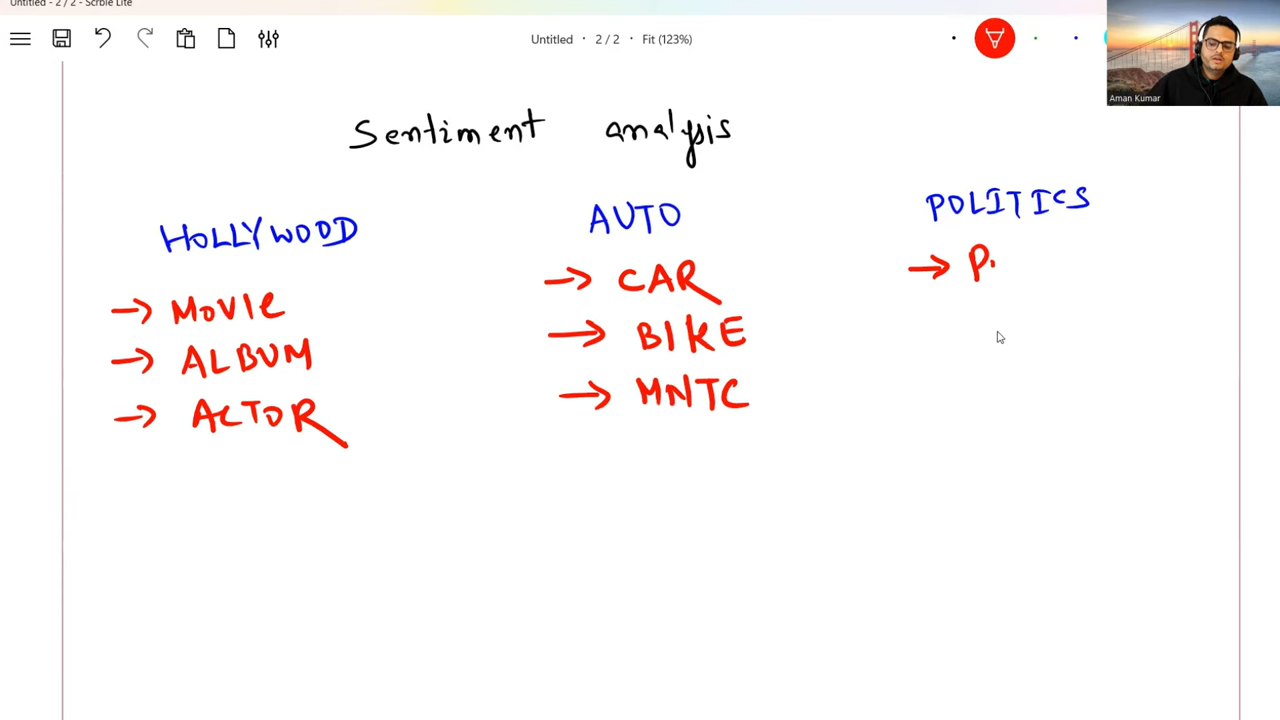 Untitled - 2 / 2 - Scrble Lite
Untitled • 2 / 2 • Fit (123%)
Aman Kumar
Sentiment analysis
HOLLYWOOD
→ MOVIE
→ ALBUM
→ ACTOR
AUTO
→ CAR
→ BIKE
→ MNTC
POLITICS
→ P.